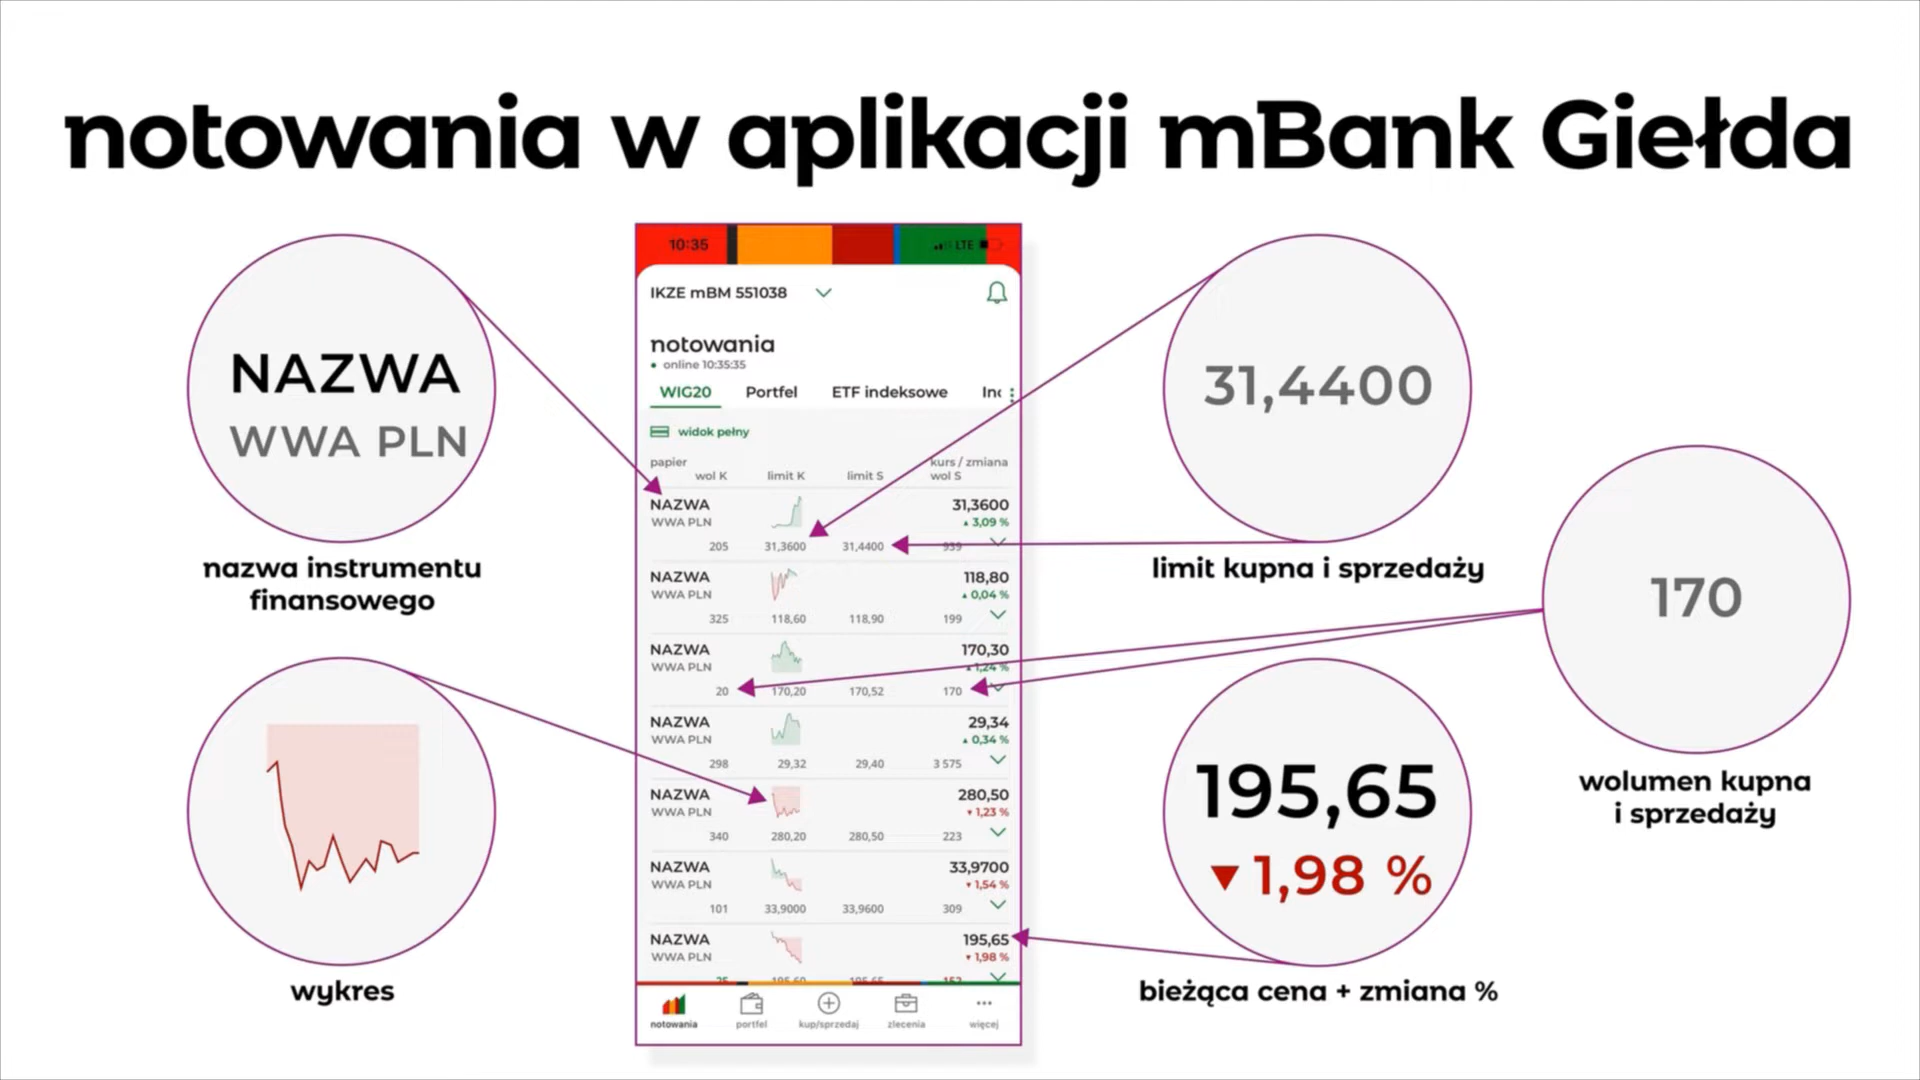 notowania w aplikacji mBank Giełda
NAZWA
WWA PLN
nazwa instrumentu
finansowego
wykres
10:35
LTE
IKZE mBM 551038
notowania
online 10:35:35
WIG20 Portfel ETF indeksowe
widok pełny
papier kurs / zmiana
wol K limit K limit S wol S
NAZWA 31,3600
WWA PLN ▲ 3,09 %
205 31,3600 31,4400 939
NAZWA 118,80
WWA PLN ▲ 0,04 %
325 118,60 118,90 199
NAZWA 170,30
WWA PLN ▲ 1,24 %
20 170,20 170,52 170
NAZWA 29,34
WWA PLN ▲ 0,34 %
298 29,32 29,40 3 575
NAZWA 280,50
WWA PLN ▼ 1,23 %
340 280,20 280,50 223
NAZWA 33,9700
WWA PLN ▼ 1,54 %
101 33,9000 33,9600 309
NAZWA 195,65
WWA PLN ▼ 1,98 %
notowania portfel kup/sprzedaj zlecenia więcej
31,4400
limit kupna i sprzedaży
170
wolumen kupna
i sprzedaży
195,65
▼ 1,98 %
bieżąca cena + zmiana %